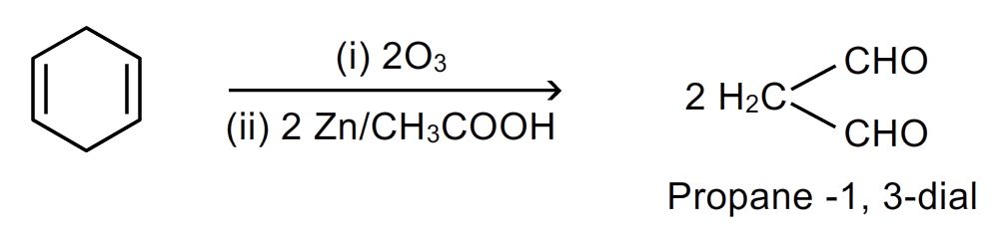 (i) 2O₃
(ii) 2 Zn/CH₃COOH
CHO
2 H₂C
CHO
Propane -1, 3-dial